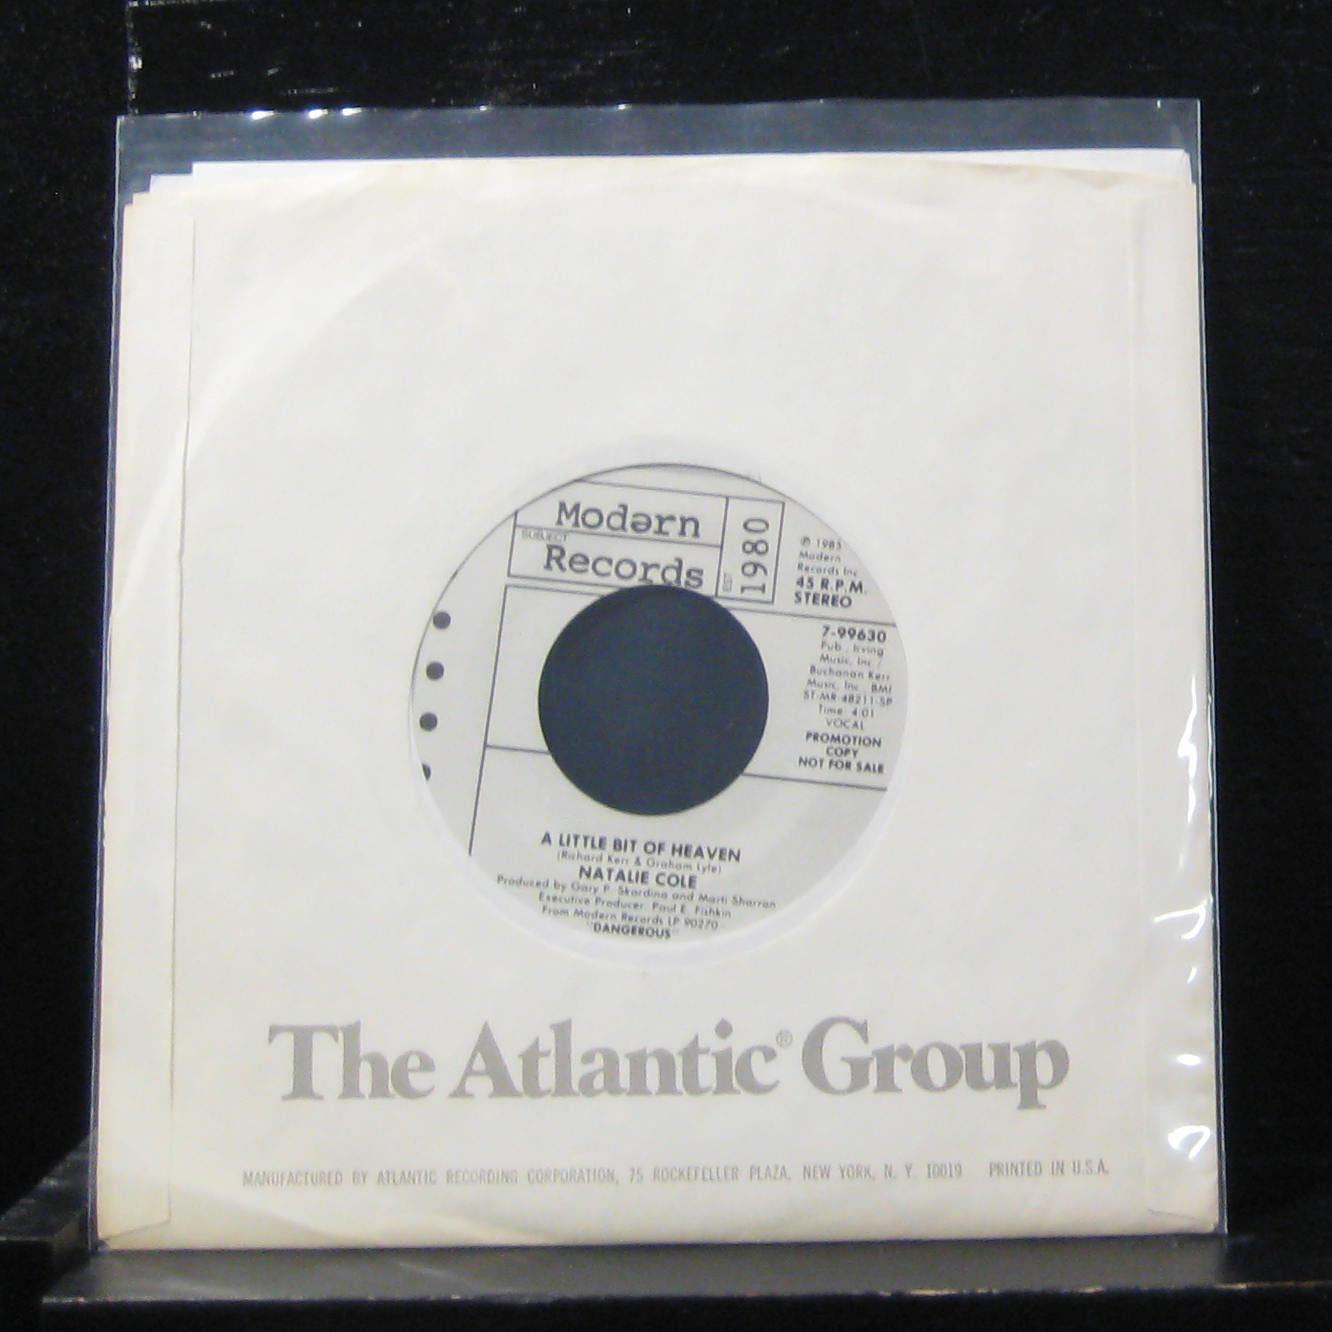 Modərn
SUBJECT
Records
EST
1980
℗ 1985
Modern
Records Inc.
45 R.P.M.
STEREO
7-99630
Pub. Irving
Music, Inc /
Buchanan Kerr
Music, Inc., BMI
ST-MR-48211-SP
Time: 4:01
VOCAL
PROMOTION
COPY
NOT FOR SALE
A LITTLE BIT OF HEAVEN
(Richard Kerr & Graham Lyle)
NATALIE COLE
Produced by Gary P. Skardina and Marti Sharron
Executive Producer: Paul E. Fishkin
From Modern Records LP 90270
"DANGEROUS"
The Atlantic® Group
MANUFACTURED BY ATLANTIC RECORDING CORPORATION, 75 ROCKEFELLER PLAZA, NEW YORK, N. Y. 10019 PRINTED IN U.S.A.